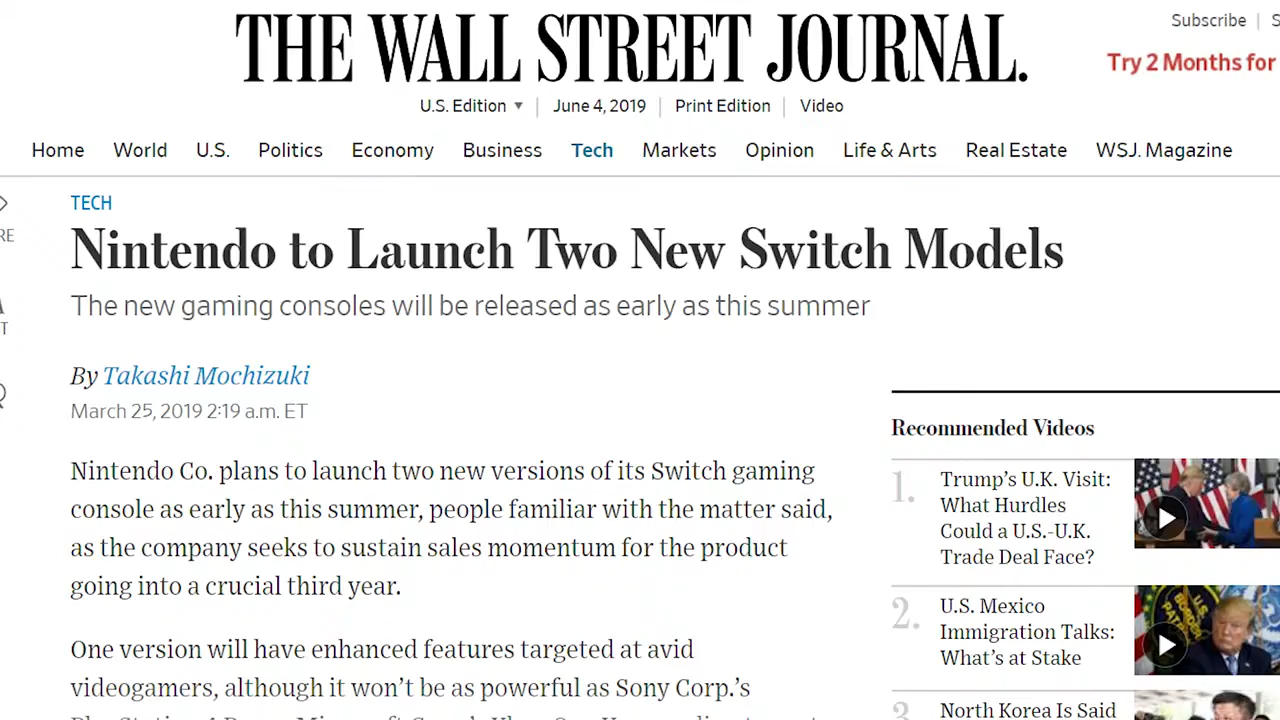 THE WALL STREET JOURNAL.
Subscribe
Try 2 Months for
U.S. Edition
June 4, 2019
Print Edition
Video
Home World U.S. Politics Economy Business Tech Markets Opinion Life & Arts Real Estate WSJ. Magazine
TECH
Nintendo to Launch Two New Switch Models
The new gaming consoles will be released as early as this summer
By Takashi Mochizuki
March 25, 2019 2:19 a.m. ET
Nintendo Co. plans to launch two new versions of its Switch gaming
console as early as this summer, people familiar with the matter said,
as the company seeks to sustain sales momentum for the product
going into a crucial third year.
One version will have enhanced features targeted at avid
videogamers, although it won't be as powerful as Sony Corp.'s
Recommended Videos
1. Trump's U.K. Visit:
What Hurdles
Could a U.S.-U.K.
Trade Deal Face?
2. U.S. Mexico
Immigration Talks:
What's at Stake
3
North Korea Is Said